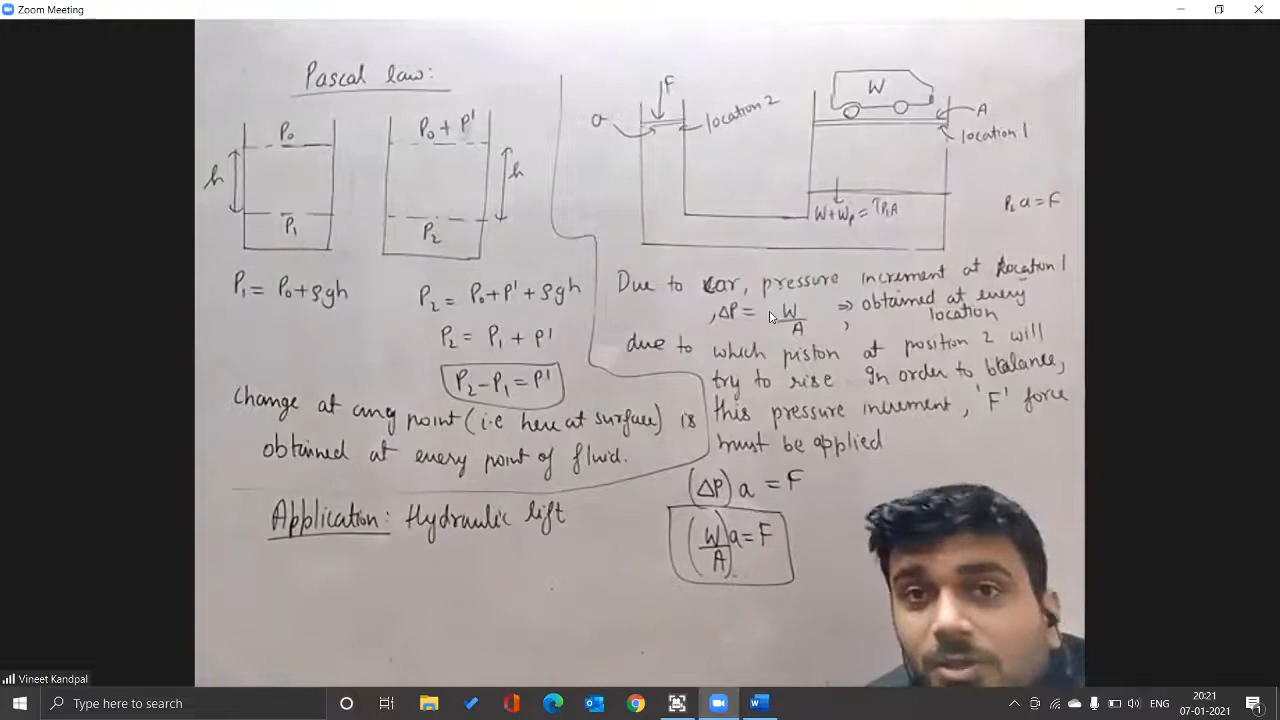 Zoom Meeting
Pascal law:
P₀
h
P₁
P₁ = P₀+ρgh
P₀+P'
h
P₂
P₂ = P₀+P'+ρgh
P₂ = P₁ + P'
P₂-P₁=P'
Change at any point (i.e here at surface) is
obtained at every point of fluid.
Application: Hydraulic lift
F
a
location 2
W
A
location 1
P₂ a = F
Due to car, pressure increment at location 1
, ΔP = W/A ⇒ obtained at every
location
due to which piston at position 2 will
try to rise In order to balance,
this pressure increment, 'F' force
must be applied
(ΔP) a = F
(W/A) a = F
Vineet Kandpal
Type here to search
ENG
20:21
07-01-2021